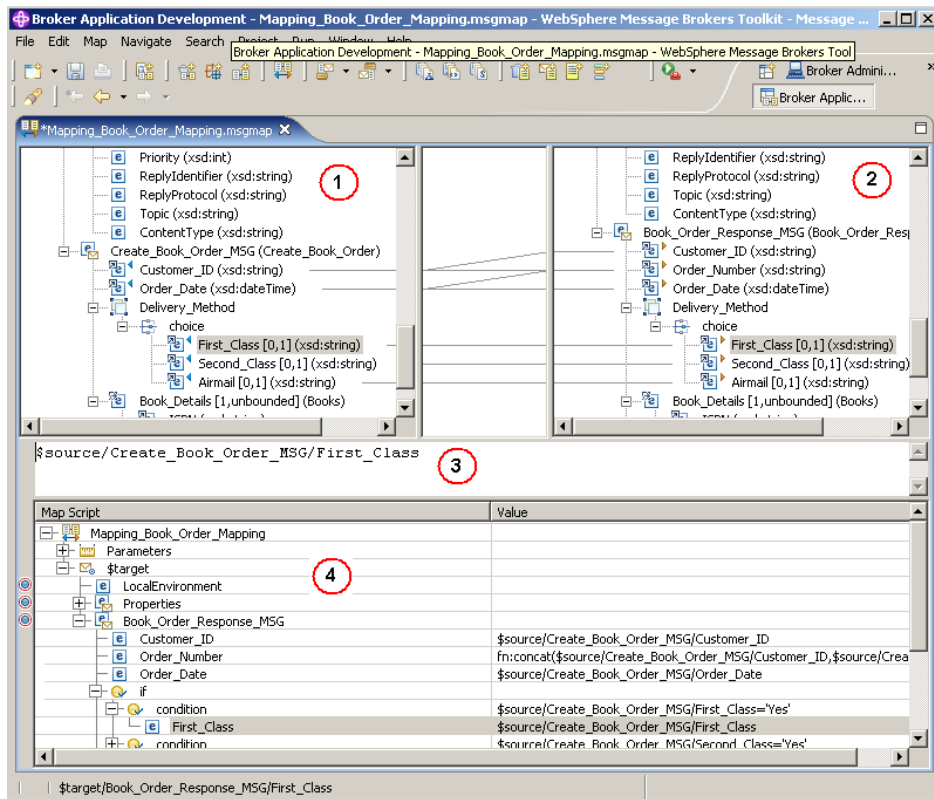 Broker Application Development - Mapping_Book_Order_Mapping.msgmap - WebSphere Message Brokers Toolkit - Message ...
File Edit Map Navigate Search Project Run Window Help
Broker Application Development - Mapping_Book_Order_Mapping.msgmap - WebSphere Message Brokers Tool
Broker Admini...
»
Broker Applic...
*Mapping_Book_Order_Mapping.msgmap
Priority (xsd:int)
ReplyIdentifier (xsd:string)
ReplyProtocol (xsd:string)
Topic (xsd:string)
ContentType (xsd:string)
Create_Book_Order_MSG (Create_Book_Order)
Customer_ID (xsd:string)
Order_Date (xsd:dateTime)
Delivery_Method
choice
First_Class [0,1] (xsd:string)
Second_Class [0,1] (xsd:string)
Airmail [0,1] (xsd:string)
Book_Details [1,unbounded] (Books)
1
ReplyIdentifier (xsd:string)
ReplyProtocol (xsd:string)
Topic (xsd:string)
ContentType (xsd:string)
Book_Order_Response_MSG (Book_Order_Resp
Customer_ID (xsd:string)
Order_Number (xsd:string)
Order_Date (xsd:dateTime)
Delivery_Method
choice
First_Class [0,1] (xsd:string)
Second_Class [0,1] (xsd:string)
Airmail [0,1] (xsd:string)
Book_Details [1,unbounded] (Books)
2
$source/Create_Book_Order_MSG/First_Class
3
Map Script Value
Mapping_Book_Order_Mapping
Parameters
$target
4
LocalEnvironment
Properties
Book_Order_Response_MSG
Customer_ID $source/Create_Book_Order_MSG/Customer_ID
Order_Number fn:concat($source/Create_Book_Order_MSG/Customer_ID,$source/Crea
Order_Date $source/Create_Book_Order_MSG/Order_Date
if
condition $source/Create_Book_Order_MSG/First_Class='Yes'
First_Class $source/Create_Book_Order_MSG/First_Class
condition $source/Create_Book_Order_MSG/Second_Class='Yes'
$target/Book_Order_Response_MSG/First_Class